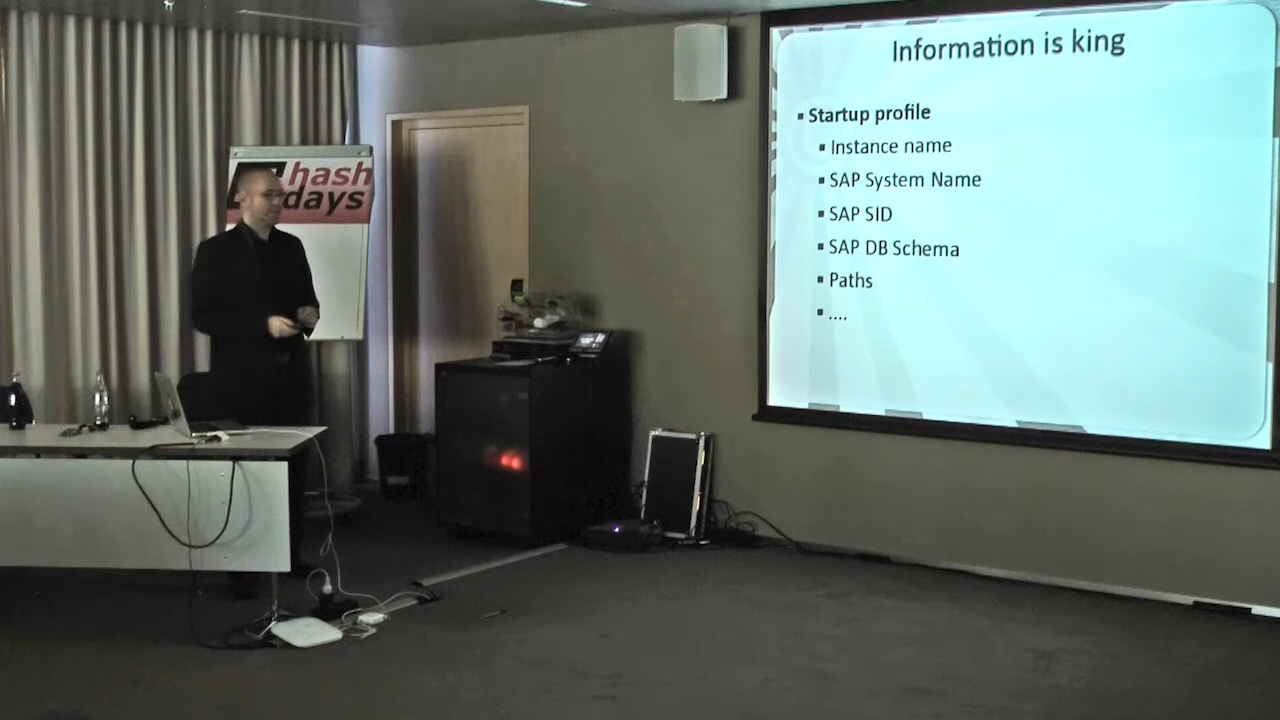 Information is king
▪ Startup profile
▪ Instance name
▪ SAP System Name
▪ SAP SID
▪ SAP DB Schema
▪ Paths
▪ ....
hash
days